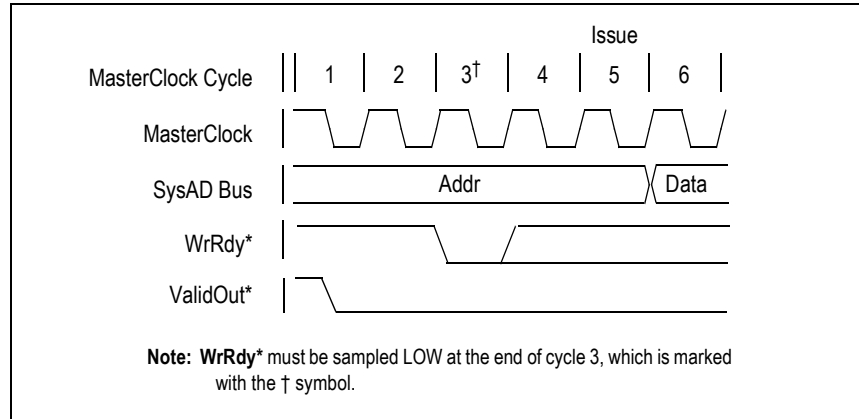 Issue
MasterClock Cycle 1 2 3† 4 5 6
MasterClock
SysAD Bus Addr Data
WrRdy*
ValidOut*
Note: WrRdy* must be sampled LOW at the end of cycle 3, which is marked
with the † symbol.